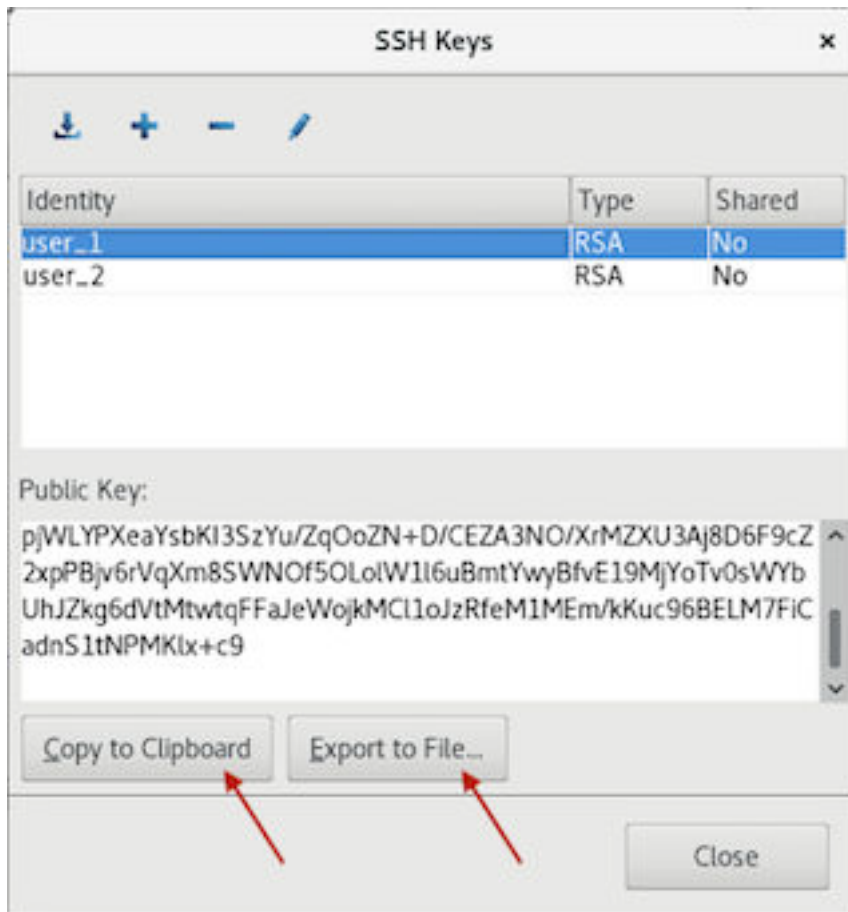 SSH Keys
Identity Type Shared
user_1 RSA No
user_2 RSA No
Public Key:
pjWLYPXeaYsbKI3SzYu/ZqOoZN+D/CEZA3NO/XrMZXU3Aj8D6F9cZ
2xpPBjv6rVqXm8SWNOf5OLolW1l6uBmtYwyBfvE19MjYoTv0sWYb
UhJZkg6dVtMtwtqFFaJeWojkMCl1oJzRfeM1MEm/kKuc96BELM7FiC
adnS1tNPMKlx+c9
Copy to Clipboard Export to File...
Close